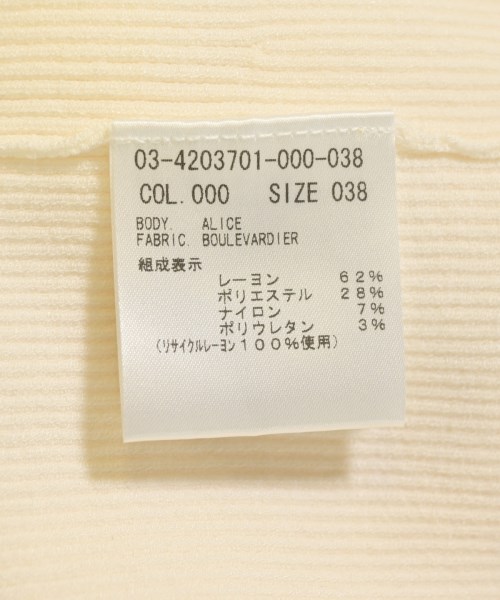 03-4203701-000-038
COL.000 SIZE 038
BODY. ALICE
FABRIC. BOULEVARDIER
組成表示
レーヨン 62%
ポリエステル 28%
ナイロン 7%
ポリウレタン 3%
(リサイクルレーヨン100%使用)